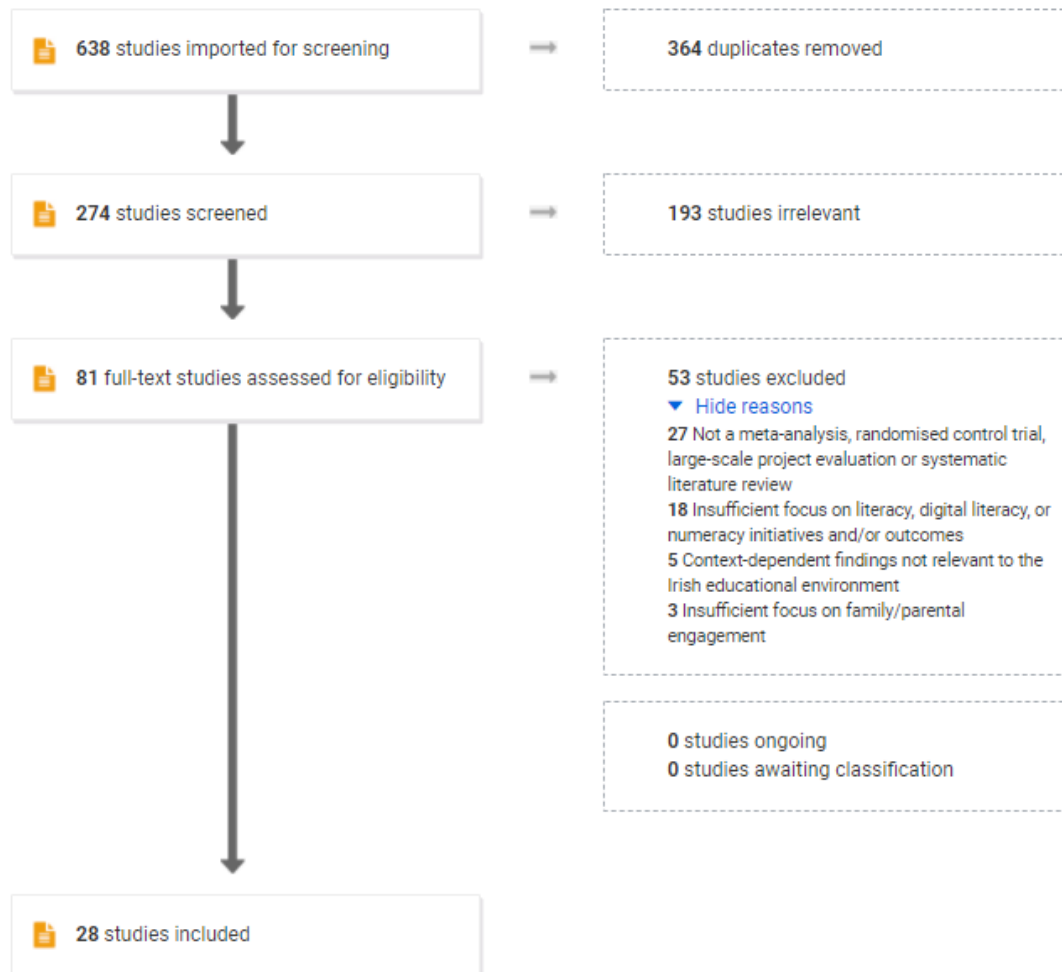 638 studies imported for screening
364 duplicates removed
274 studies screened
193 studies irrelevant
81 full-text studies assessed for eligibility
53 studies excluded
Hide reasons
27 Not a meta-analysis, randomised control trial,
large-scale project evaluation or systematic
literature review
18 Insufficient focus on literacy, digital literacy, or
numeracy initiatives and/or outcomes
5 Context-dependent findings not relevant to the
Irish educational environment
3 Insufficient focus on family/parental
engagement
0 studies ongoing
0 studies awaiting classification
28 studies included